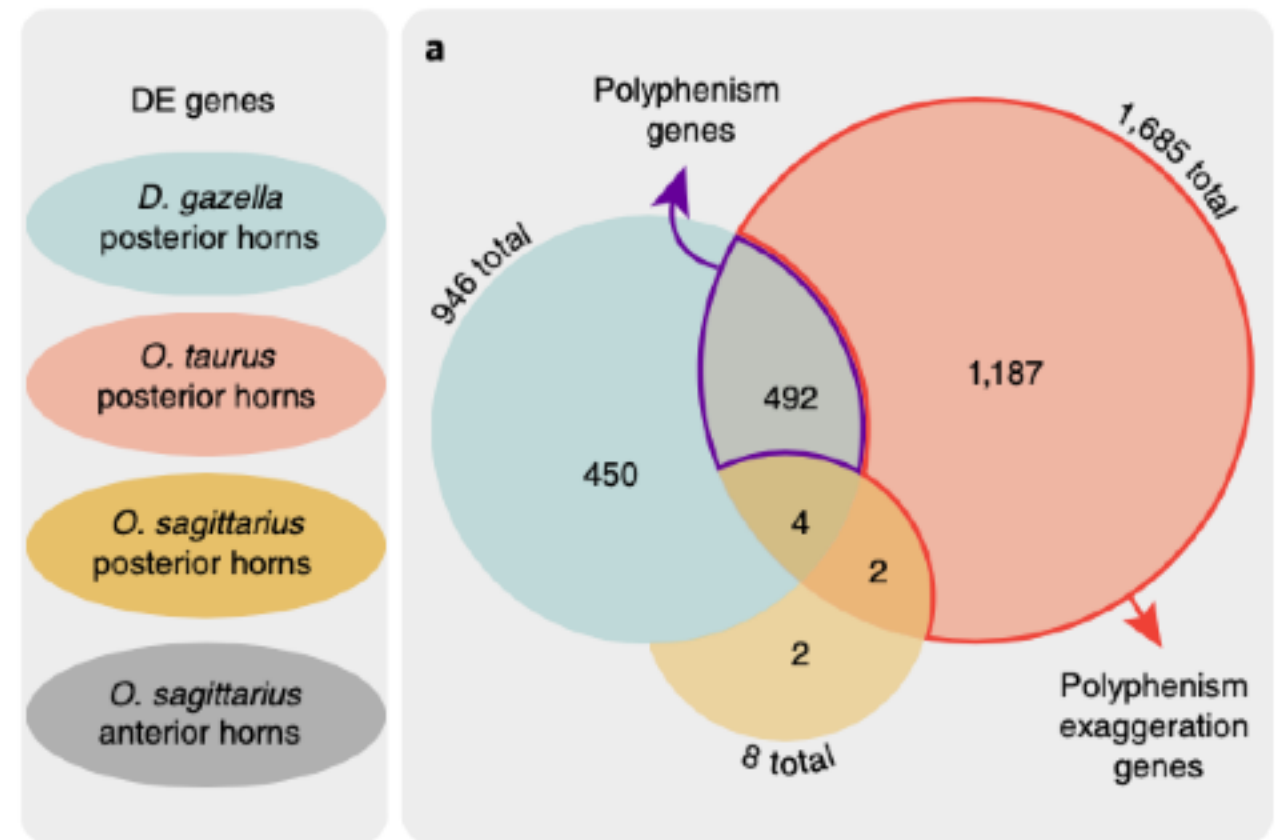 DE genes
D. gazella
posterior horns
O. taurus
posterior horns
O. sagittarius
posterior horns
O. sagittarius
anterior horns
a
Polyphenism
genes
1,685 total
946 total
492
1,187
450
4
2
2
8 total
Polyphenism
exaggeration
genes